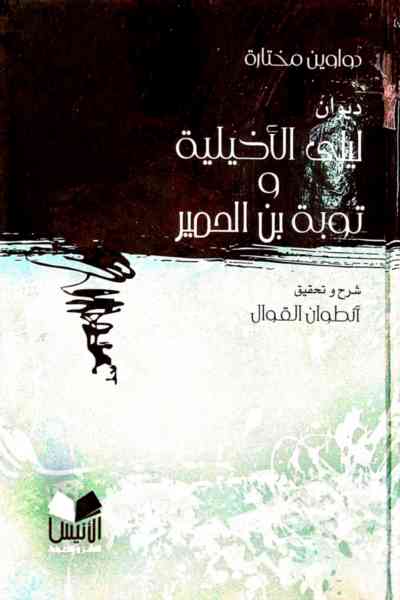 دواوين مختارة
ديوان
ليلى الأخيلية
و
توبة بن الحمير
شرح و تحقيق
أنطوان القوال
الأنيس